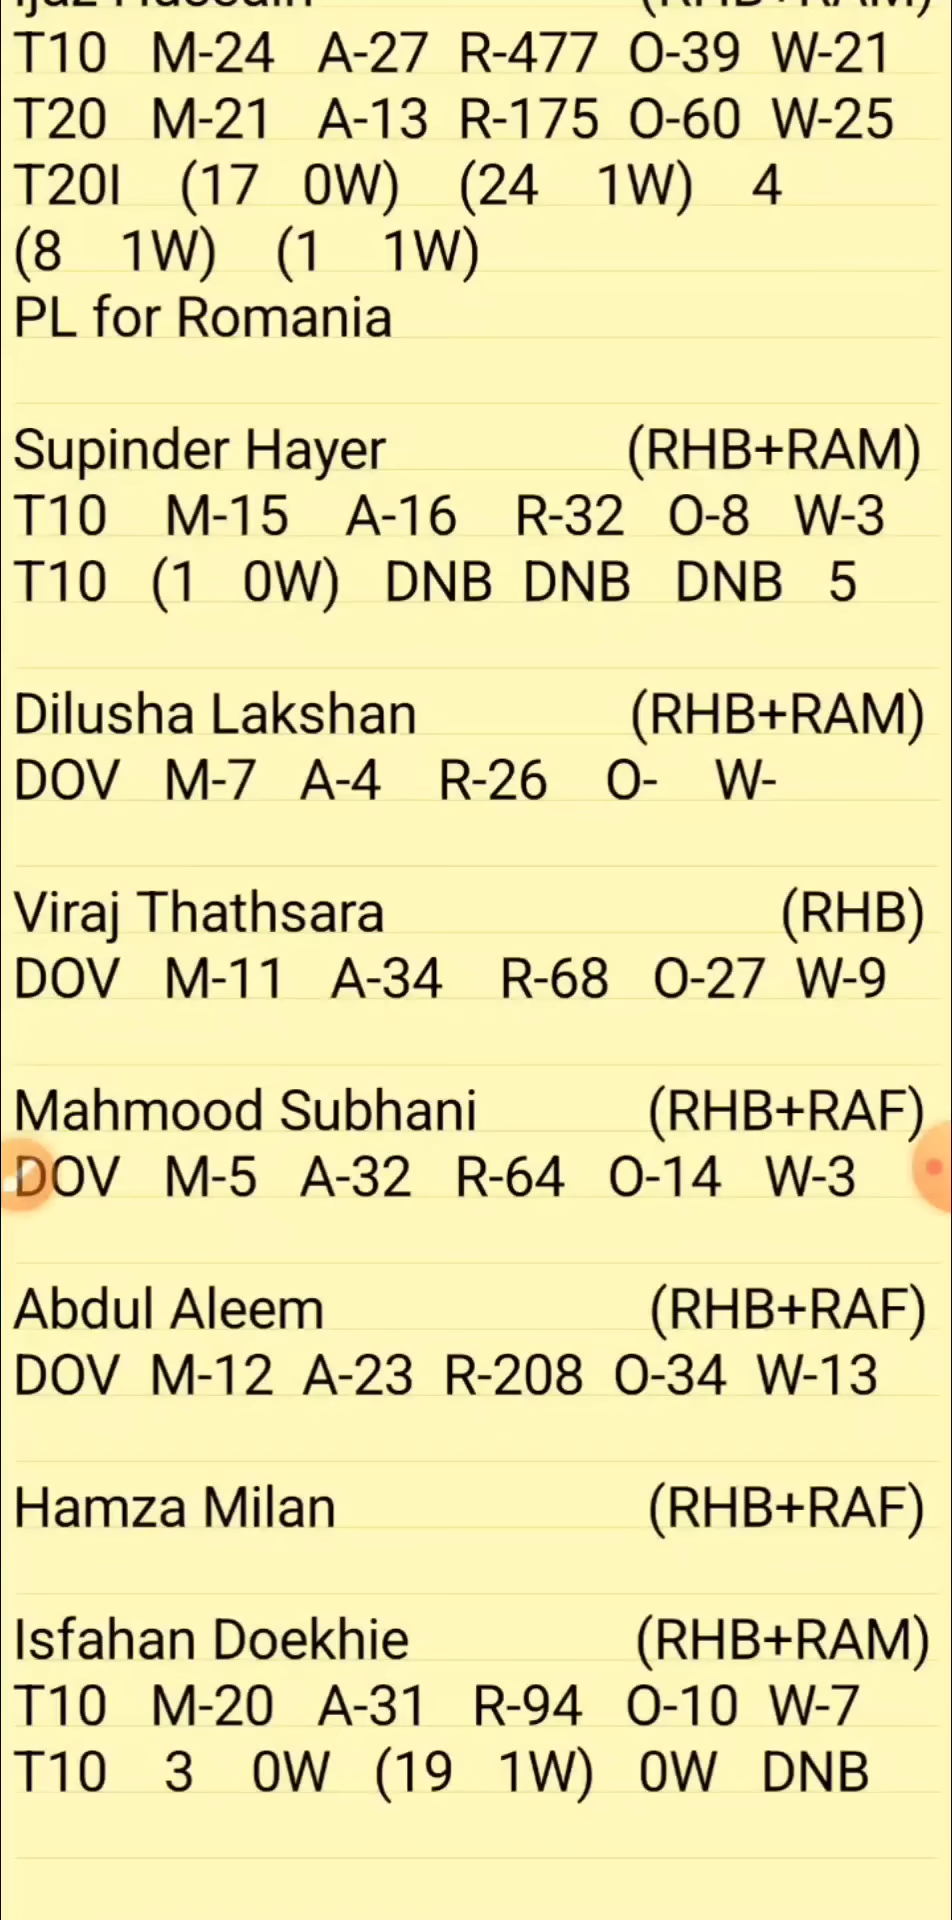 T10 M-24 A-27 R-477 O-39 W-21
T20 M-21 A-13 R-175 O-60 W-25
T20I (17 0W) (24 1W) 4
(8 1W) (1 1W)
PL for Romania
Supinder Hayer (RHB+RAM)
T10 M-15 A-16 R-32 O-8 W-3
T10 (1 0W) DNB DNB DNB 5
Dilusha Lakshan (RHB+RAM)
DOV M-7 A-4 R-26 O- W-
Viraj Thathsara (RHB)
DOV M-11 A-34 R-68 O-27 W-9
Mahmood Subhani (RHB+RAF)
DOV M-5 A-32 R-64 O-14 W-3
Abdul Aleem (RHB+RAF)
DOV M-12 A-23 R-208 O-34 W-13
Hamza Milan (RHB+RAF)
Isfahan Doekhie (RHB+RAM)
T10 M-20 A-31 R-94 O-10 W-7
T10 3 0W (19 1W) 0W DNB